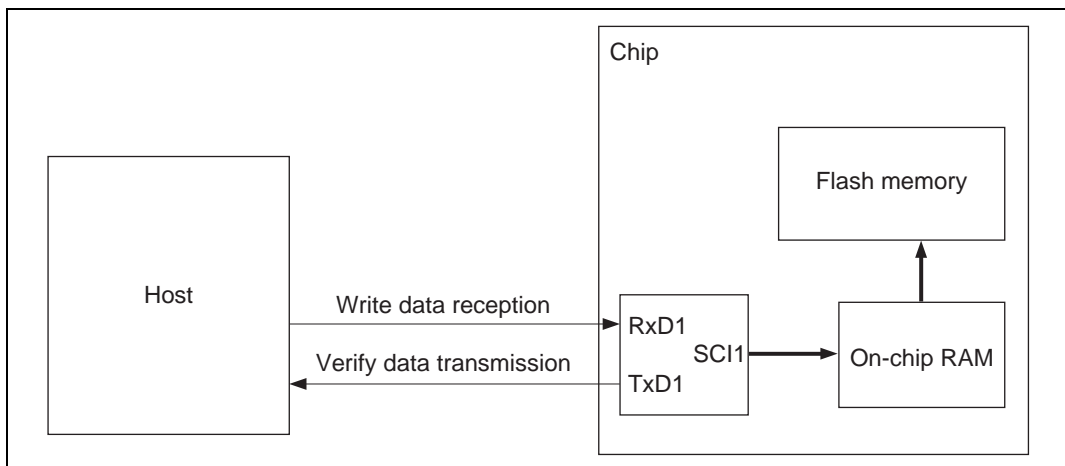 Chip
Flash memory
Host
Write data reception
RxD1
SCI1
On-chip RAM
Verify data transmission
TxD1